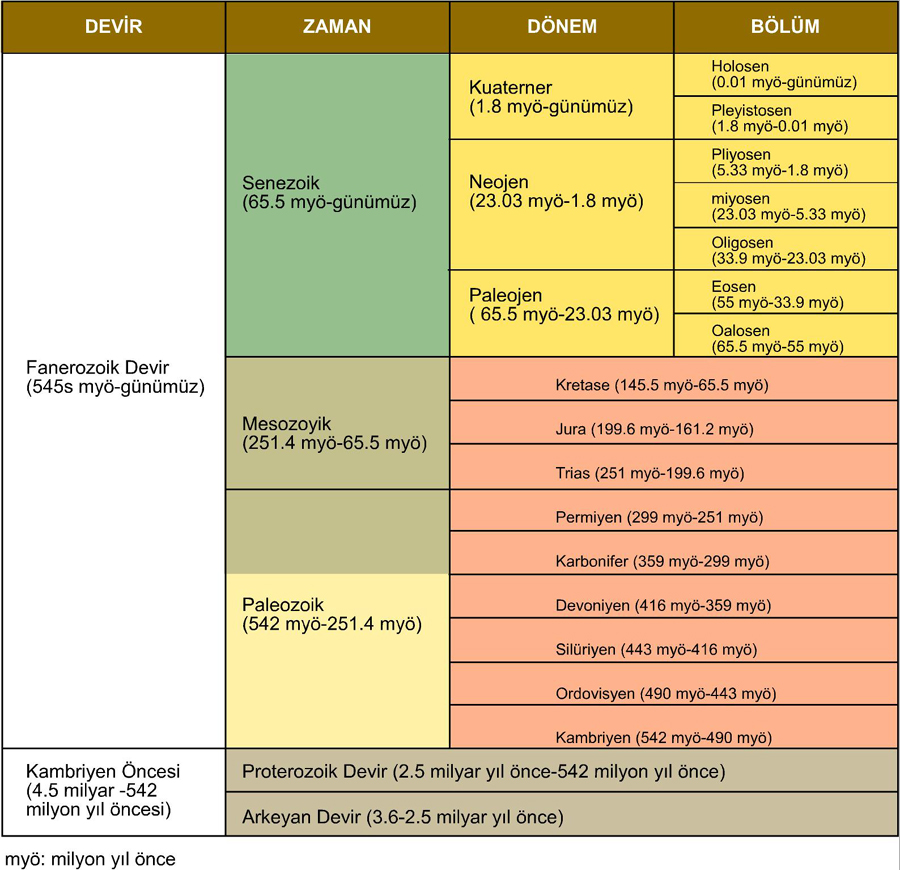 DEVİR
ZAMAN
DÖNEM
BÖLÜM
Fanerozoik Devir
(545s myö-günümüz)
Senezoik
(65.5 myö-günümüz)
Kuaterner
(1.8 myö-günümüz)
Holosen
(0.01 myö-günümüz)
Pleyistosen
(1.8 myö-0.01 myö)
Neojen
(23.03 myö-1.8 myö)
Pliyosen
(5.33 myö-1.8 myö)
miyosen
(23.03 myö-5.33 myö)
Oligosen
(33.9 myö-23.03 myö)
Paleojen
( 65.5 myö-23.03 myö)
Eosen
(55 myö-33.9 myö)
Oalosen
(65.5 myö-55 myö)
Mesozoyik
(251.4 myö-65.5 myö)
Kretase (145.5 myö-65.5 myö)
Jura (199.6 myö-161.2 myö)
Trias (251 myö-199.6 myö)
Paleozoik
(542 myö-251.4 myö)
Permiyen (299 myö-251 myö)
Karbonifer (359 myö-299 myö)
Devoniyen (416 myö-359 myö)
Silüriyen (443 myö-416 myö)
Ordovisyen (490 myö-443 myö)
Kambriyen (542 myö-490 myö)
Kambriyen Öncesi
(4.5 milyar -542
milyon yıl öncesi)
Proterozoik Devir (2.5 milyar yıl önce-542 milyon yıl önce)
Arkeyan Devir (3.6-2.5 milyar yıl önce)
myö: milyon yıl önce